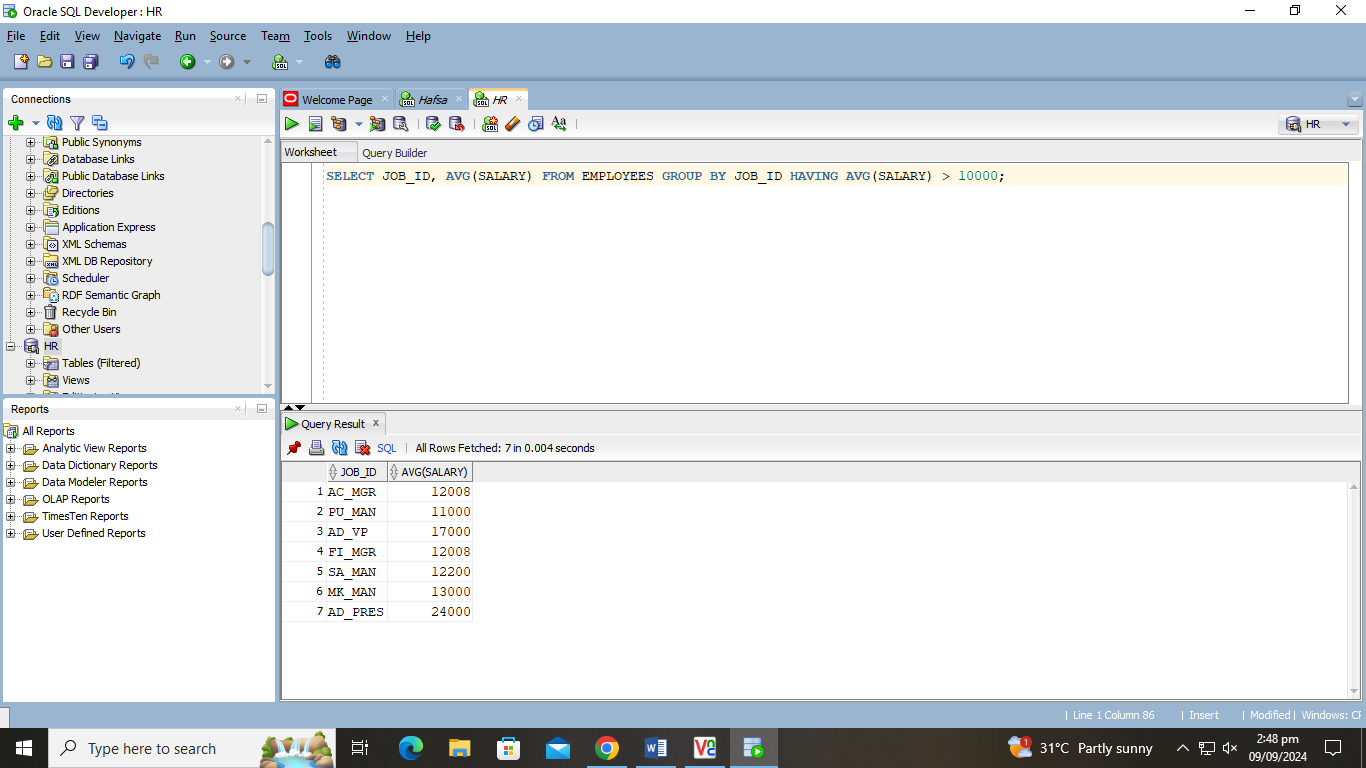 Oracle SQL Developer : HR
File Edit View Navigate Run Source Team Tools Window Help
Connections
Public Synonyms
Database Links
Public Database Links
Directories
Editions
Application Express
XML Schemas
XML DB Repository
Scheduler
RDF Semantic Graph
Recycle Bin
Other Users
HR
Tables (Filtered)
Views
Reports
All Reports
Analytic View Reports
Data Dictionary Reports
Data Modeler Reports
OLAP Reports
TimesTen Reports
User Defined Reports
Welcome Page Hafsa HR
HR
Worksheet Query Builder
SELECT JOB_ID, AVG(SALARY) FROM EMPLOYEES GROUP BY JOB_ID HAVING AVG(SALARY) > 10000;
Query Result
SQL | All Rows Fetched: 7 in 0.004 seconds
JOB_ID AVG(SALARY)
1 AC_MGR 12008
2 PU_MAN 11000
3 AD_VP 17000
4 FI_MGR 12008
5 SA_MAN 12200
6 MK_MAN 13000
7 AD_PRES 24000
| Line 1 Column 86 | Insert | Modified | Windows: CF
Type here to search
31°C Partly sunny
2:48 pm
09/09/2024